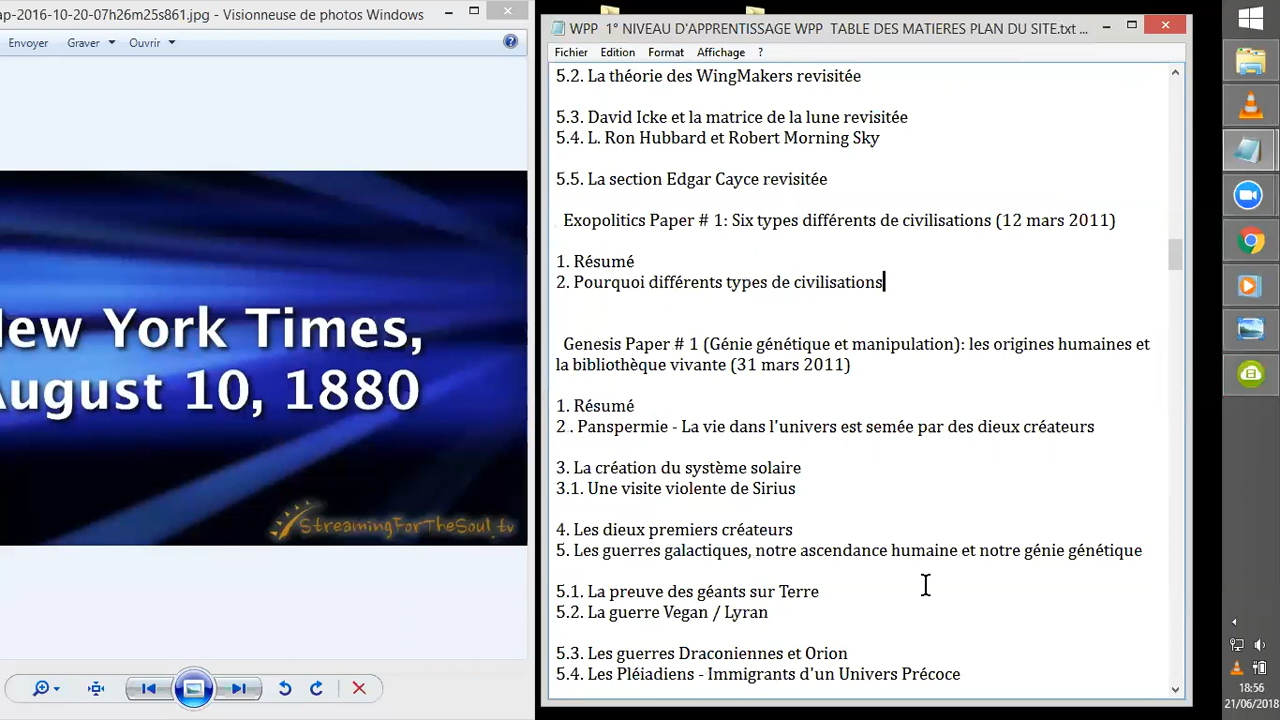 ap-2016.10.20-07h26m25s861.jpg - Visionneuse de photos Windows
Envoyer Graver Ouvrir
New York Times,
August 10, 1880
StreamingForTheSoul.tv
WPP 1° NIVEAU D'APPRENTISSAGE WPP TABLE DES MATIERES PLAN DU SITE.txt ...
Fichier Edition Format Affichage ?
5.2. La théorie des WingMakers revisitée
5.3. David Icke et la matrice de la lune revisitée
5.4. L. Ron Hubbard et Robert Morning Sky
5.5. La section Edgar Cayce revisitée
Exopolitics Paper # 1: Six types différents de civilisations (12 mars 2011)
1. Résumé
2. Pourquoi différents types de civilisations
Genesis Paper # 1 (Génie génétique et manipulation): les origines humaines et
la bibliothèque vivante (31 mars 2011)
1. Résumé
2 . Panspermie - La vie dans l'univers est semée par des dieux créateurs
3. La création du système solaire
3.1. Une visite violente de Sirius
4. Les dieux premiers créateurs
5. Les guerres galactiques, notre ascendance humaine et notre génie génétique
5.1. La preuve des géants sur Terre
5.2. La guerre Vegan / Lyran
5.3. Les guerres Draconiennes et Orion
5.4. Les Pléiadiens - Immigrants d'un Univers Précoce
18:56
21/06/2018